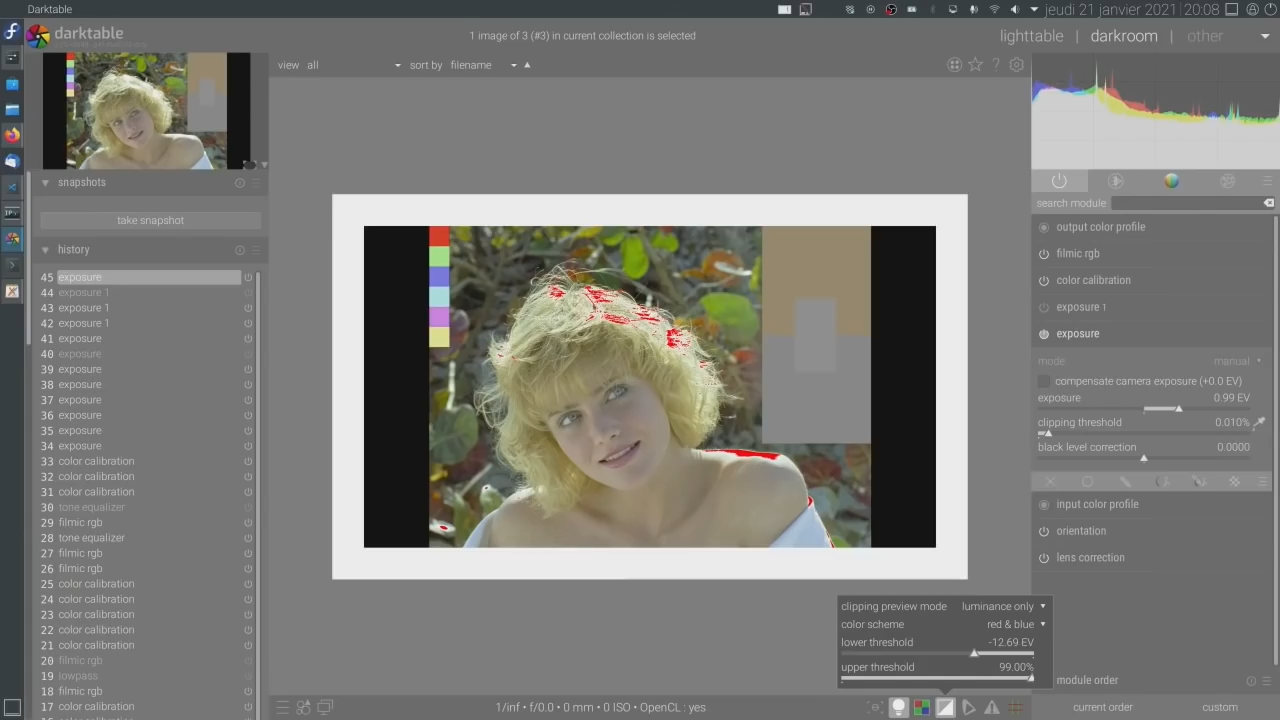 Darktable
jeudi 21 janvier 2021 20:08
darktable
1 image of 3 (#3) in current collection is selected
lighttable | darkroom | other
view all sort by filename
snapshots
take snapshot
history
45 exposure
44 exposure 1
43 exposure 1
42 exposure 1
41 exposure
40 exposure
39 exposure
38 exposure
37 exposure
36 exposure
35 exposure
34 exposure
33 color calibration
32 color calibration
31 color calibration
30 tone equalizer
29 filmic rgb
28 tone equalizer
27 filmic rgb
26 filmic rgb
25 color calibration
24 color calibration
23 color calibration
22 color calibration
21 color calibration
20 filmic rgb
19 lowpass
18 filmic rgb
17 color calibration
search module
output color profile
filmic rgb
color calibration
exposure 1
exposure
mode manual
compensate camera exposure (+0.0 EV)
exposure 0.99 EV
clipping threshold 0.010%
black level correction 0.0000
input color profile
orientation
lens correction
clipping preview mode luminance only
color scheme red & blue
lower threshold -12.69 EV
upper threshold 99.00%
module order
1/inf • f/0.0 • 0 mm • 0 ISO • OpenCL : yes
current order custom